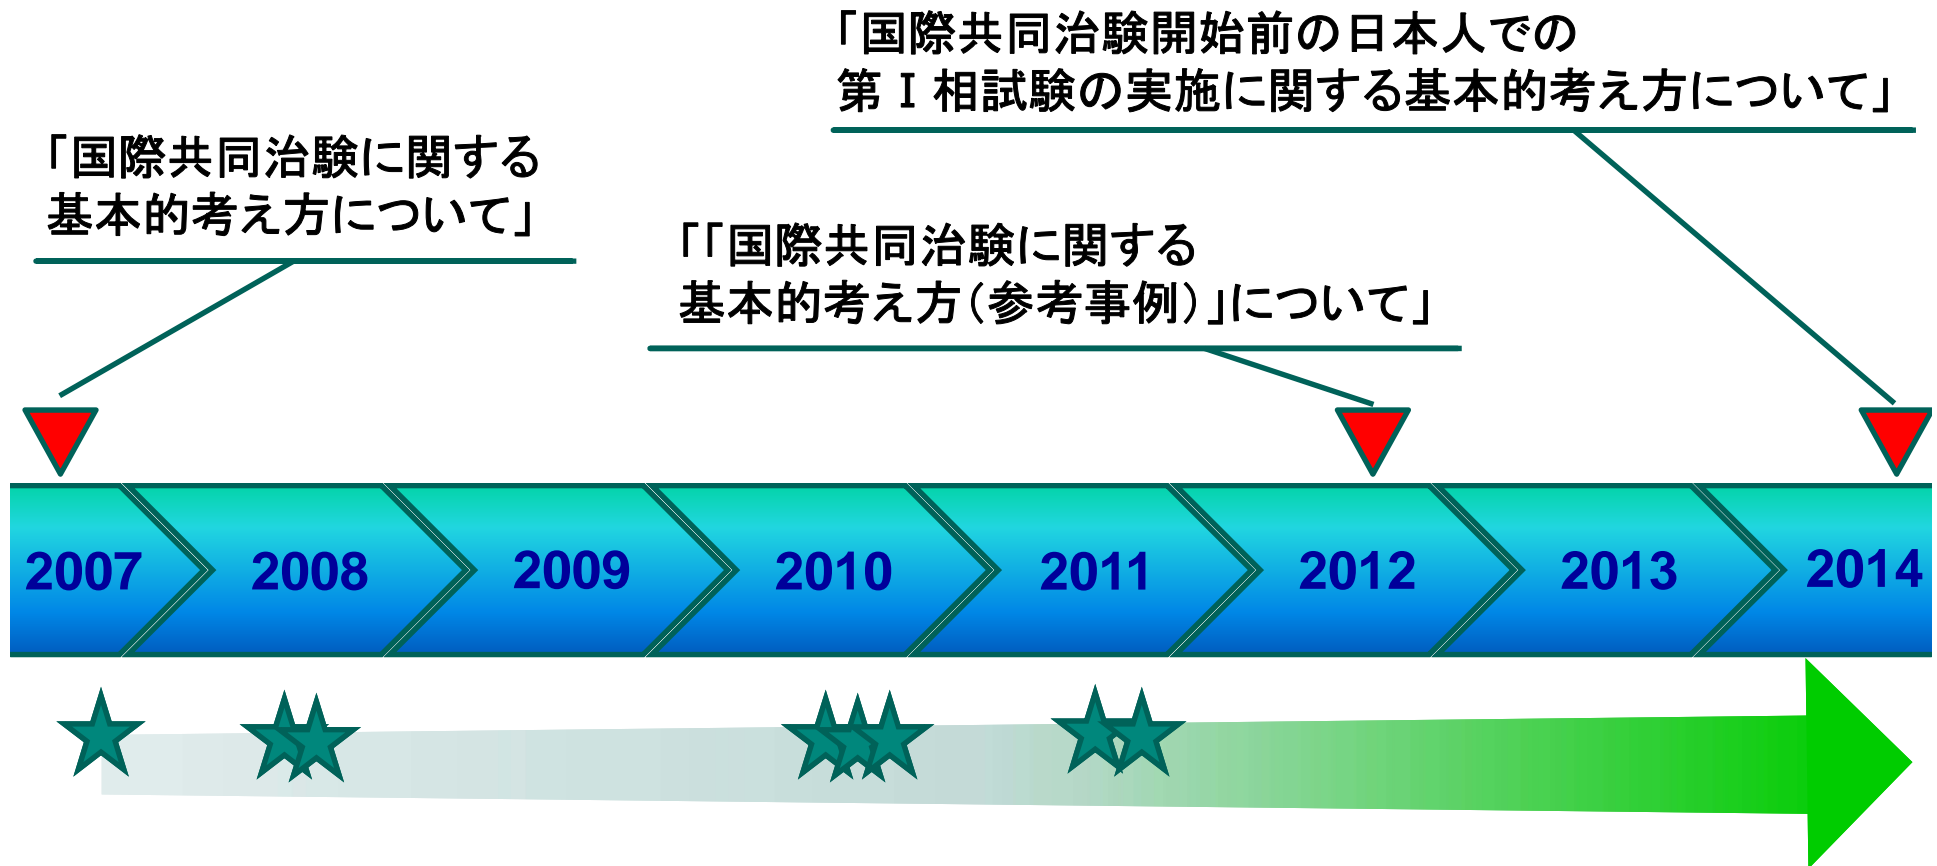 「国際共同治験開始前の日本人での
第Ⅰ相試験の実施に関する基本的考え方について」
「国際共同治験に関する
基本的考え方について」
「「国際共同治験に関する
基本的考え方（参考事例）」について」
2007 2008 2009 2010 2011 2012 2013 2014